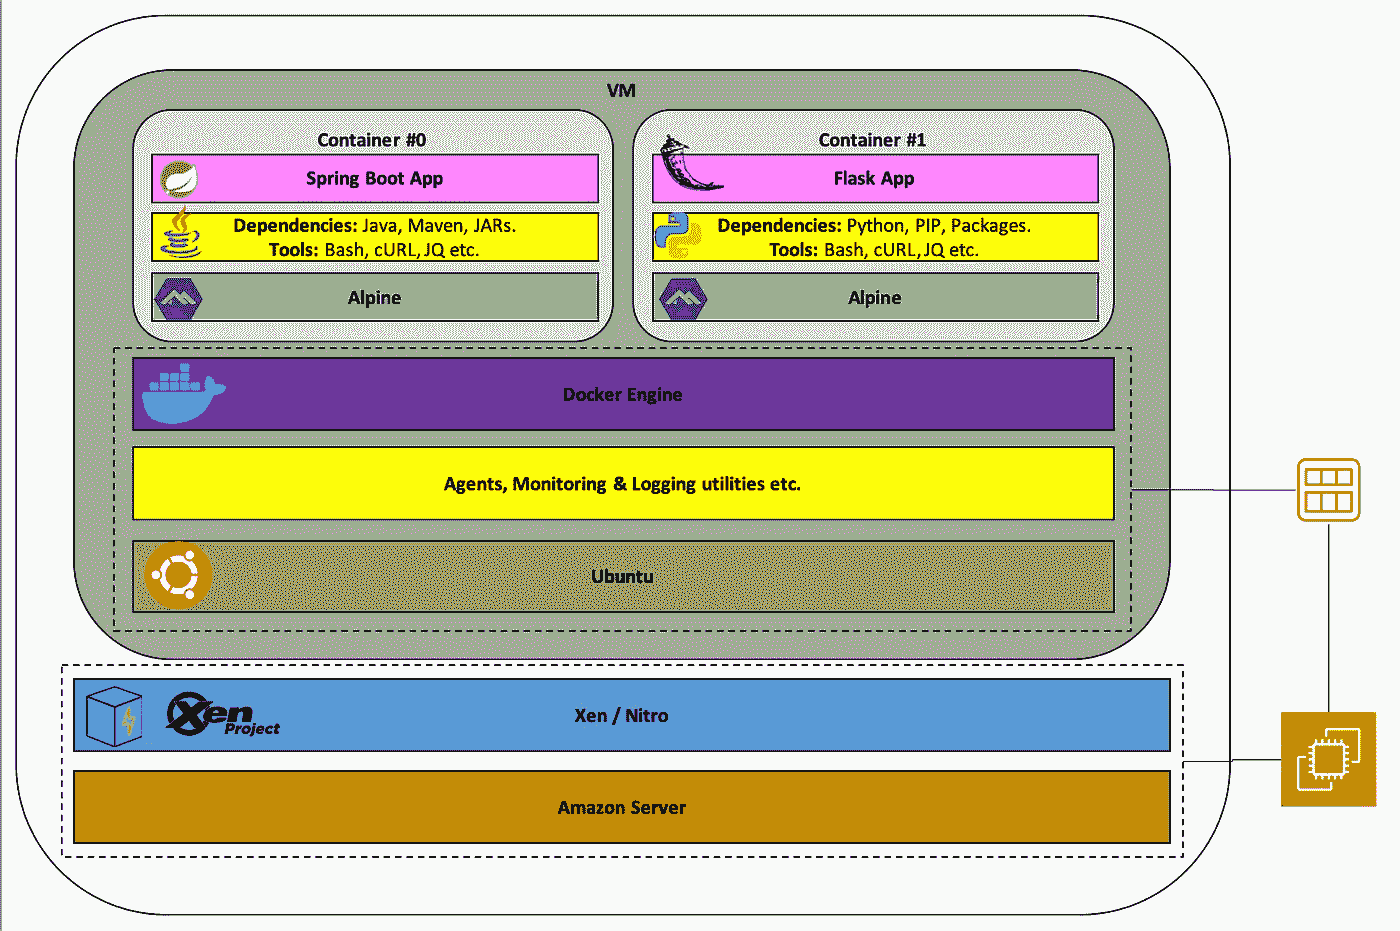 VM
Container #0
Spring Boot App
Dependencies: Java, Maven, JARs.
Tools: Bash, cURL, JQ etc.
Alpine
Container #1
Flask App
Dependencies: Python, PIP, Packages.
Tools: Bash, cURL, JQ etc.
Alpine
Docker Engine
Agents, Monitoring & Logging utilities etc.
Ubuntu
Xen
Project
Xen / Nitro
Amazon Server